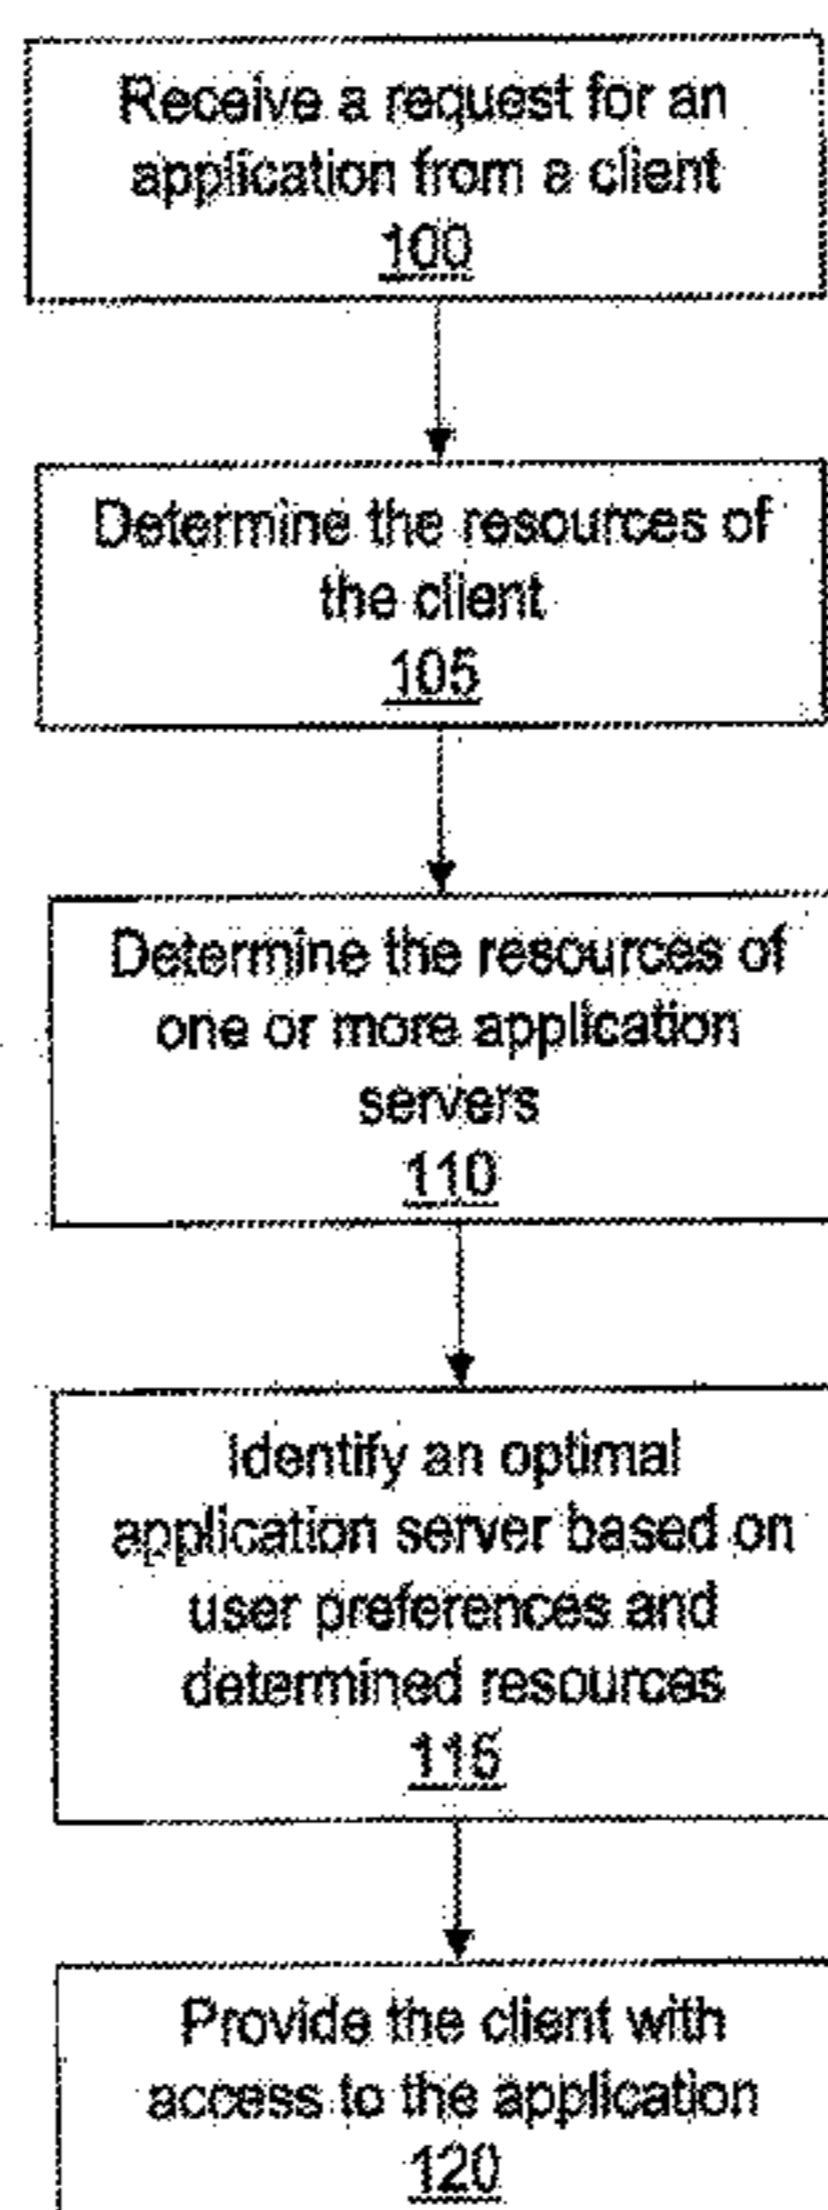 Receive a request for an
application from a client
100
Determine the resources of
the client
105
Determine the resources of
one or more application
servers
110
Identify an optimal
application server based on
user preferences and
determined resources
115
Provide the client with
access to the application
120